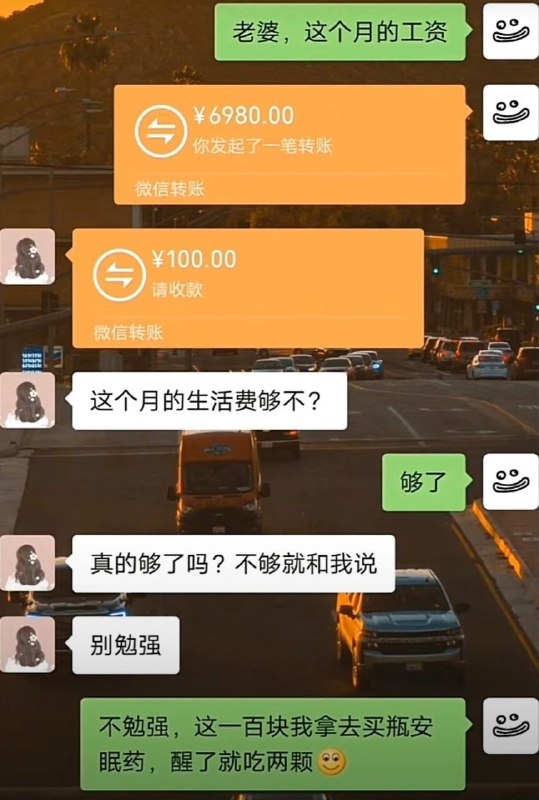 老婆，这个月的工资
¥6980.00
你发起了一笔转账
微信转账
¥100.00
请收款
微信转账
这个月的生活费够不？
够了
真的够了吗？不够就和我说
别勉强
不勉强，这一百块我拿去买瓶安
眠药，醒了就吃两颗